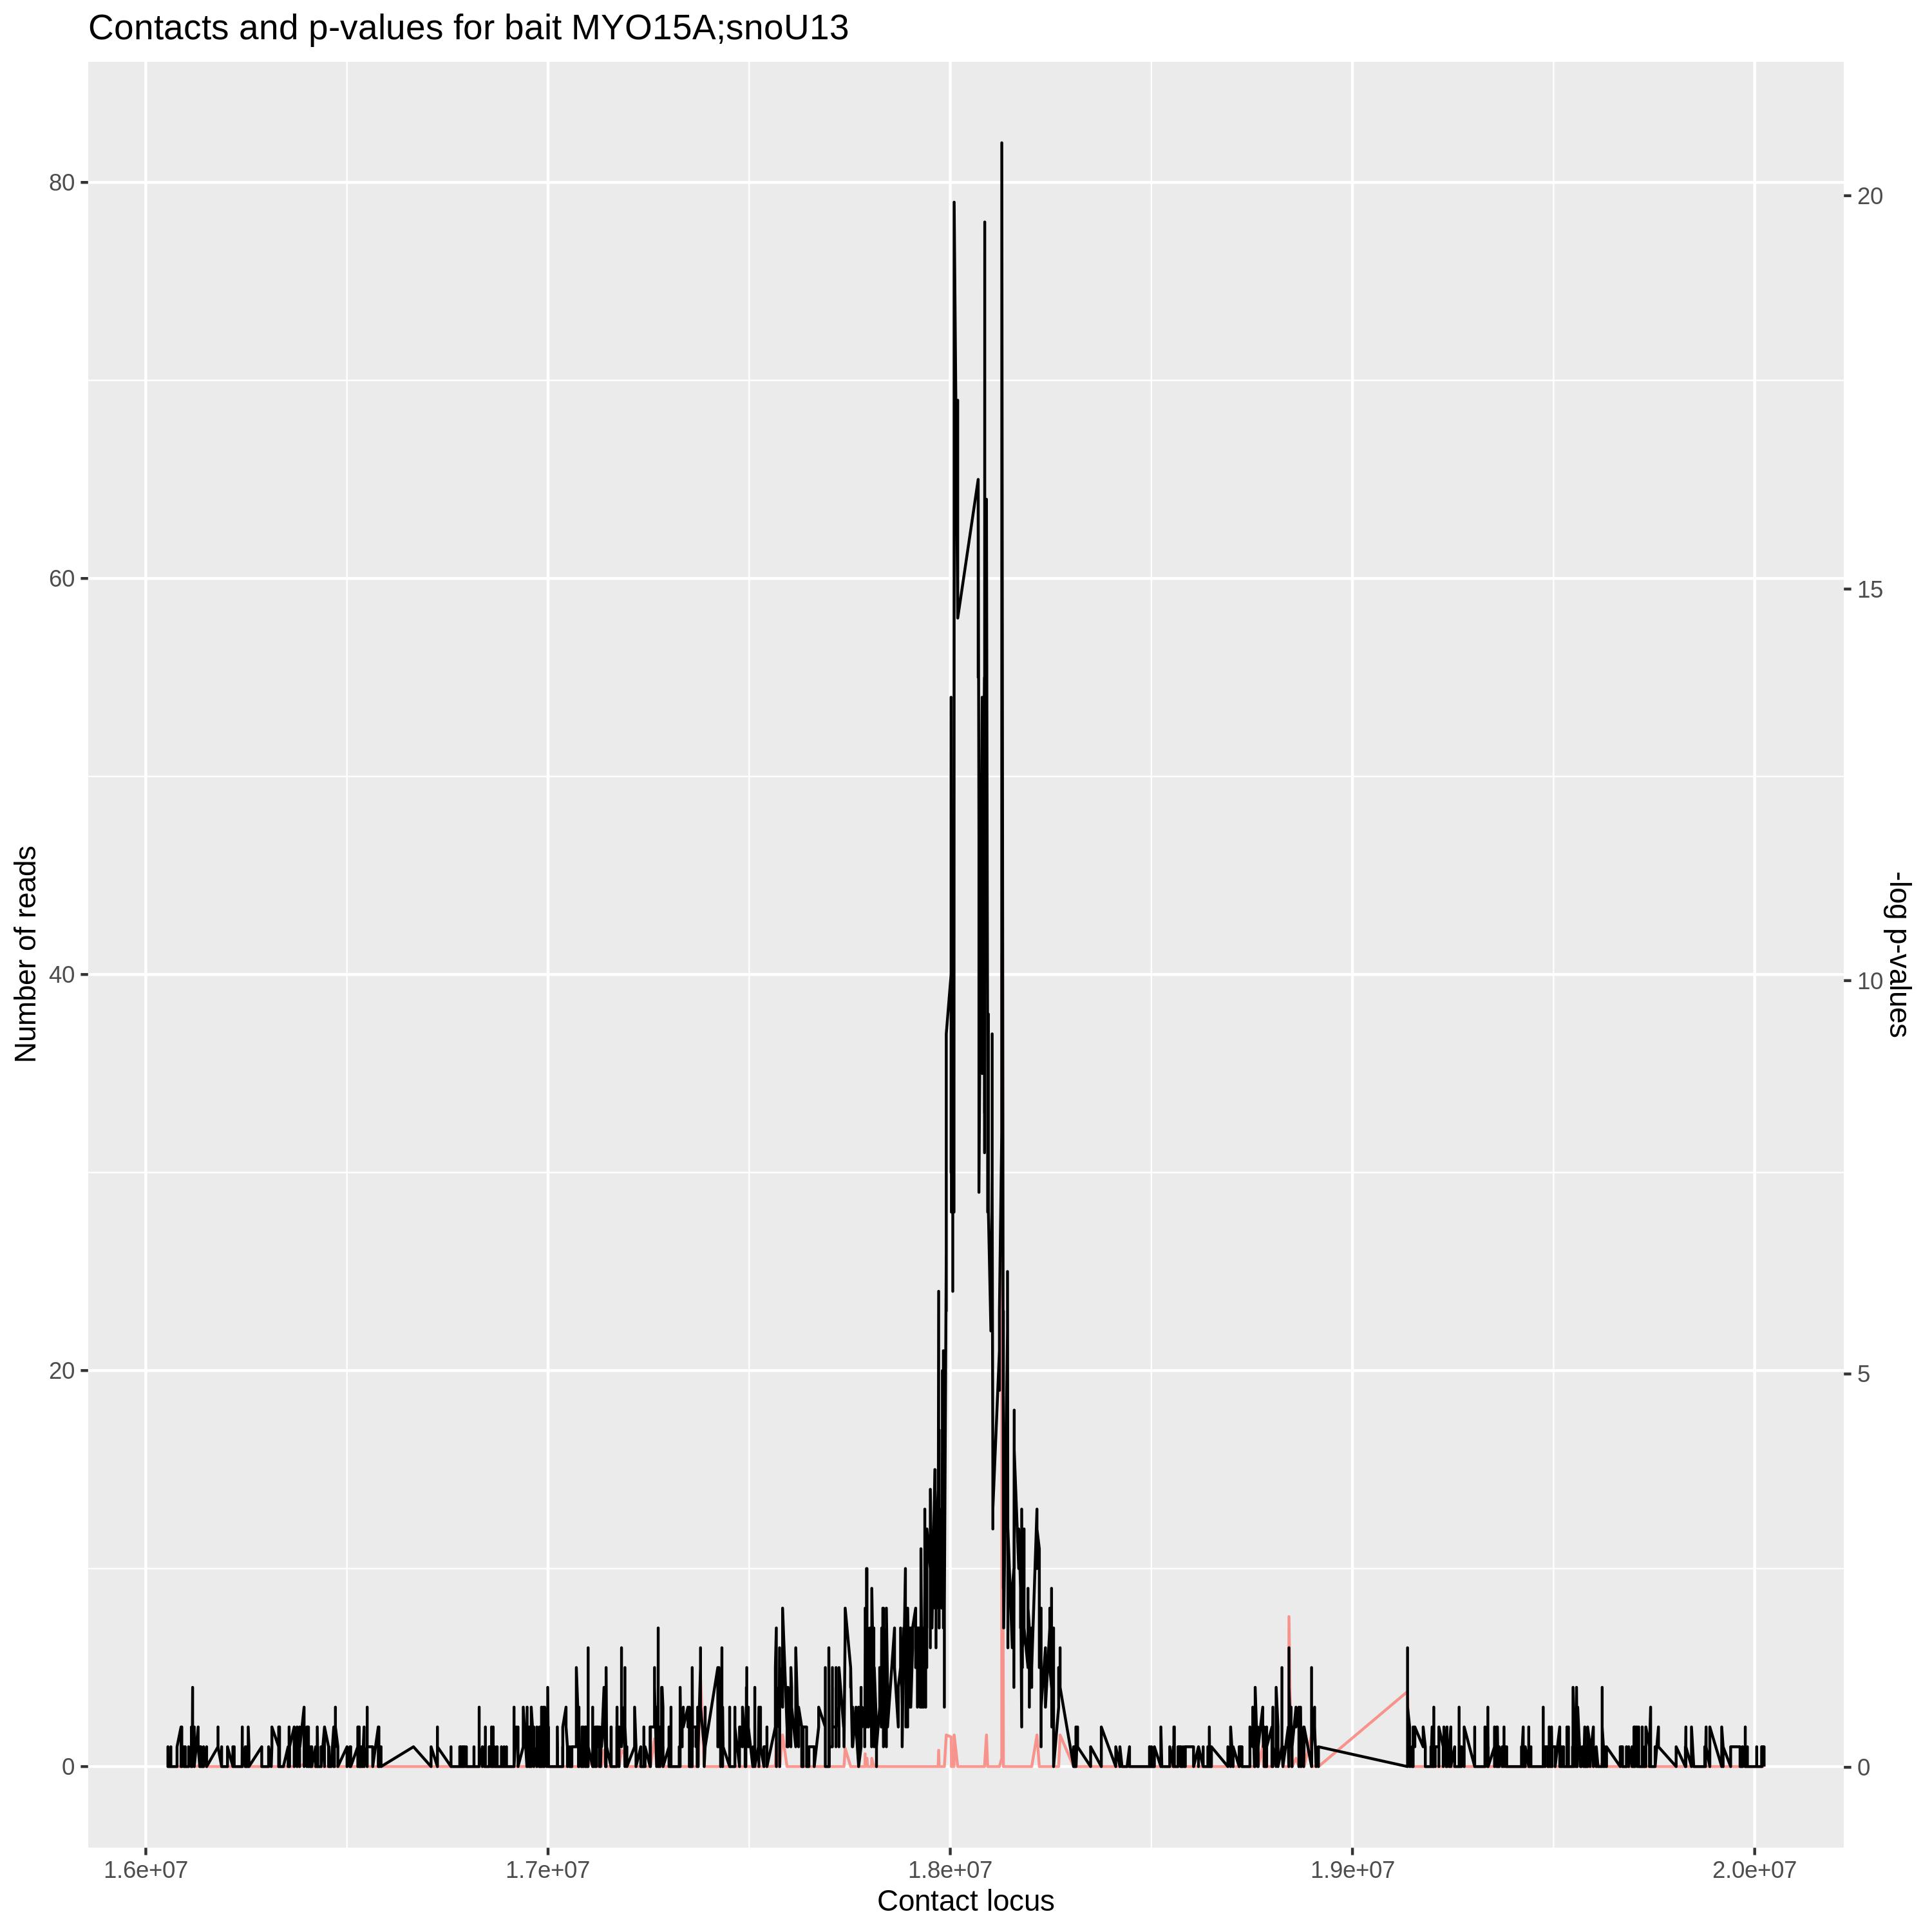 Contacts and p-values for bait MYO15A;snoU13
80
60
40
20
0
Number of reads
20
15
10
5
0
-log p-values
1.6e+07
1.7e+07
1.8e+07
1.9e+07
2.0e+07
Contact locus